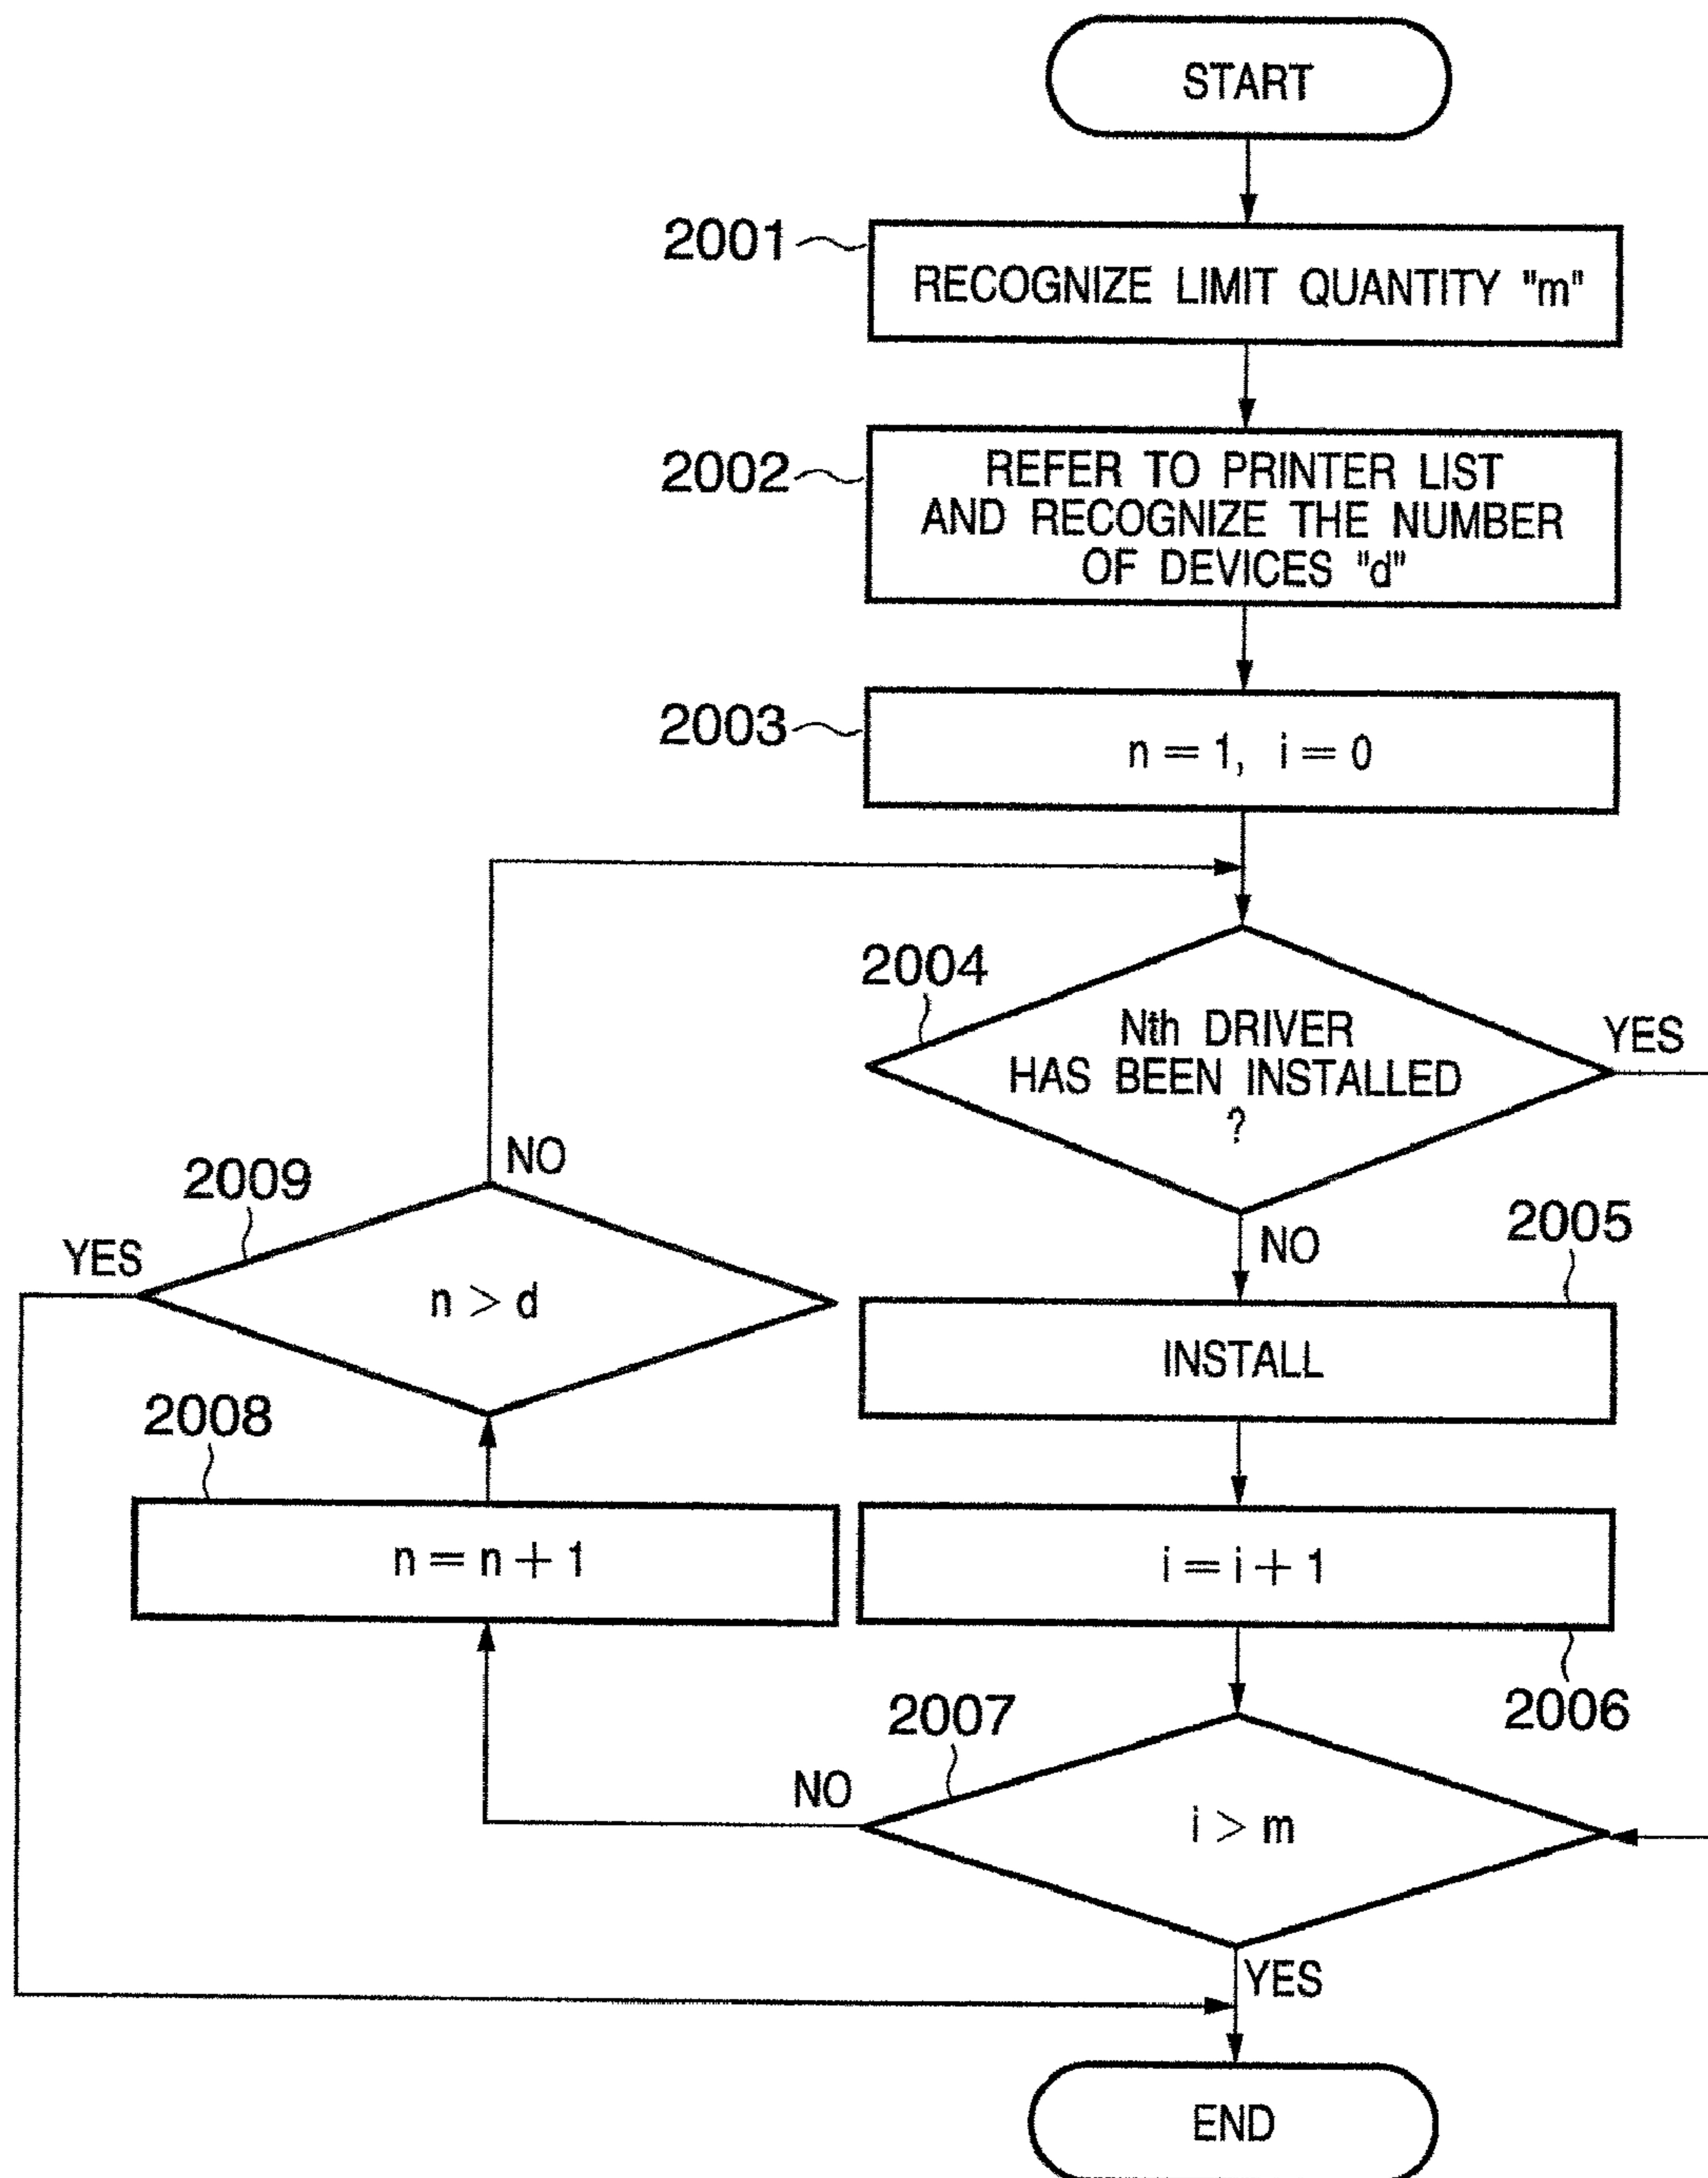 START
2001
RECOGNIZE LIMIT QUANTITY "m"
2002
REFER TO PRINTER LIST
AND RECOGNIZE THE NUMBER
OF DEVICES "d"
2003
n = 1, i = 0
2004
Nth DRIVER
HAS BEEN INSTALLED
?
YES
NO
2005
INSTALL
i = i + 1
2006
2007
i > m
NO
YES
2008
n = n + 1
2009
n > d
NO
YES
END